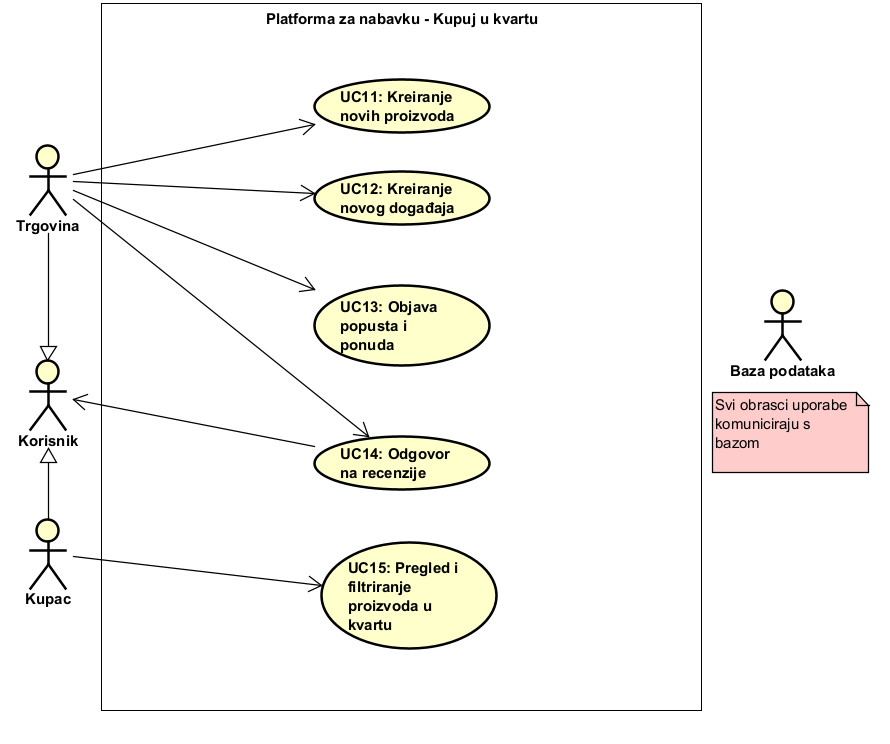 Platforma za nabavku - Kupuj u kvartu
UC11: Kreiranje
novih proizvoda
Trgovina
UC12: Kreiranje
novog događaja
UC13: Objava
popusta i
ponuda
Baza podataka
Svi obrasci uporabe
komuniciraju s
bazom
Korisnik
UC14: Odgovor
na recenzije
Kupac
UC15: Pregled i
filtriranje
proizvoda u
kvartu